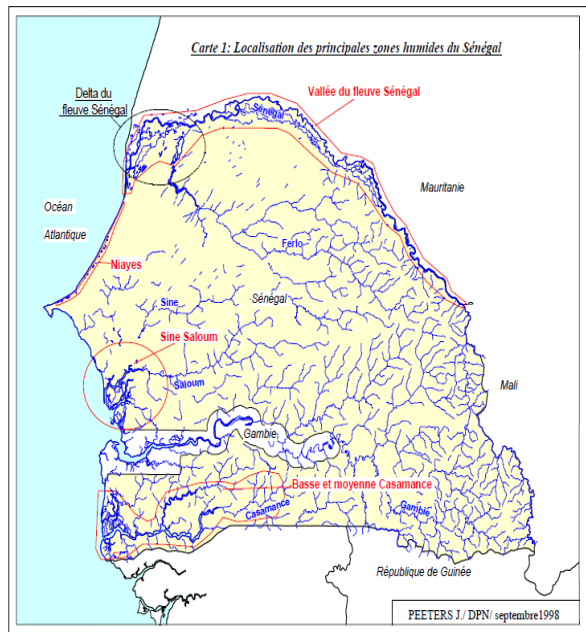 Carte 1: Localisation des principales zones humides du Sénégal
Delta du
fleuve Sénégal
Vallée du fleuve Sénégal
Sénégal
Mauritanie
Océan
Atlantique
Ferlo
Niayes
Sine
Sénégal
Sine Saloum
Saloum
Mali
Gambie
Basse et moyenne Casamance
Casamance
Gambie
République de Guinée
PEETERS J./ DPN/ septembre1998